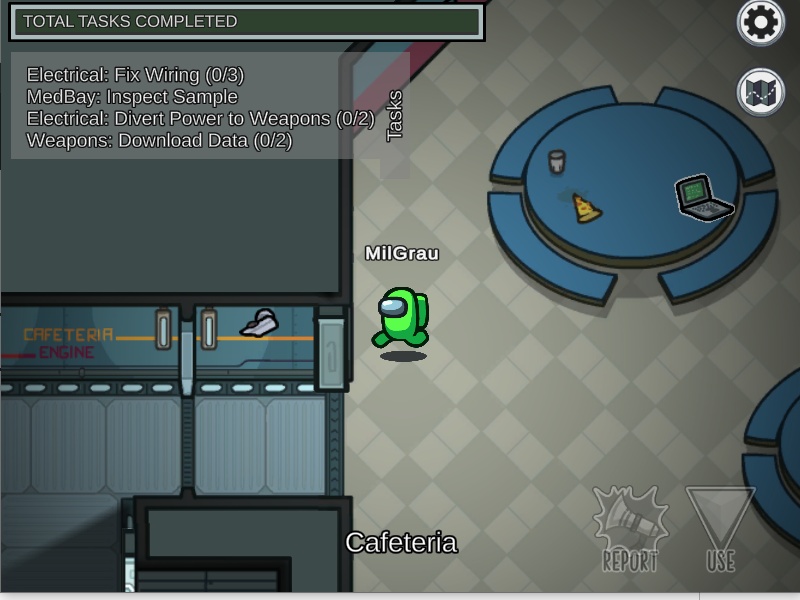 TOTAL TASKS COMPLETED
Electrical: Fix Wiring (0/3)
MedBay: Inspect Sample
Electrical: Divert Power to Weapons (0/2)
Weapons: Download Data (0/2)
Tasks
MilGrau
CAFETERIA
ENGINE
Cafeteria
REPORT
USE